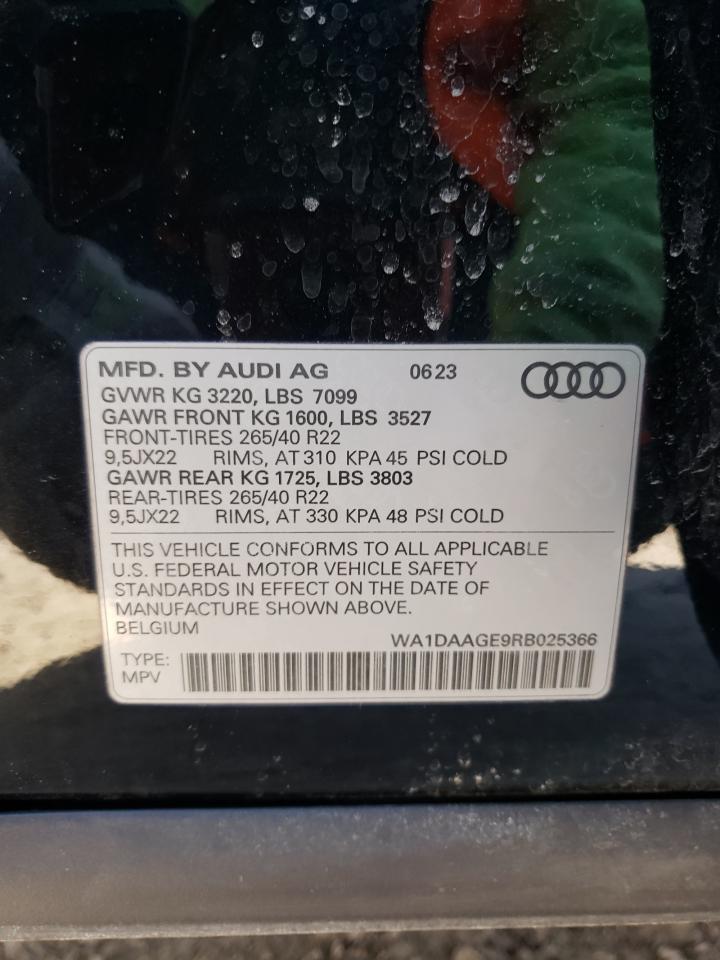 MFD. BY AUDI AG 0623
GVWR KG 3220, LBS 7099
GAWR FRONT KG 1600, LBS 3527
FRONT-TIRES 265/40 R22
9,5JX22 RIMS, AT 310 KPA 45 PSI COLD
GAWR REAR KG 1725, LBS 3803
REAR-TIRES 265/40 R22
9,5JX22 RIMS, AT 330 KPA 48 PSI COLD
THIS VEHICLE CONFORMS TO ALL APPLICABLE
U.S. FEDERAL MOTOR VEHICLE SAFETY
STANDARDS IN EFFECT ON THE DATE OF
MANUFACTURE SHOWN ABOVE.
BELGIUM
WA1DAAGE9RB025366
TYPE:
MPV